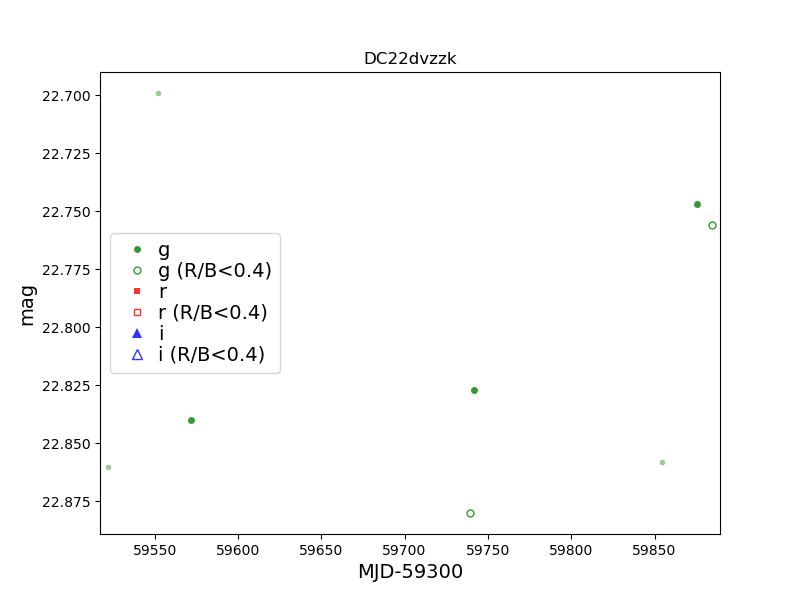 DC22dvzzk
22.700
22.725
22.750
22.775
22.800
22.825
22.850
22.875
mag
g
g (R/B<0.4)
r
r (R/B<0.4)
i
i (R/B<0.4)
59550 59600 59650 59700 59750 59800 59850
MJD-59300